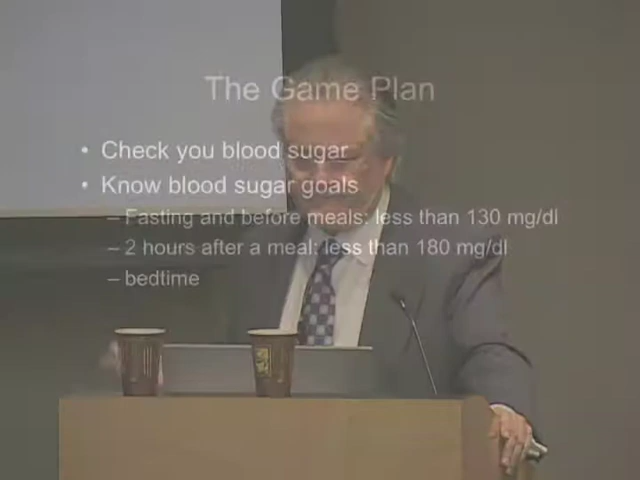 The Game Plan
• Check you blood sugar
• Know blood sugar goals
– Fasting and before meals: less than 130 mg/dl
– 2 hours after a meal: less than 180 mg/dl
– bedtime